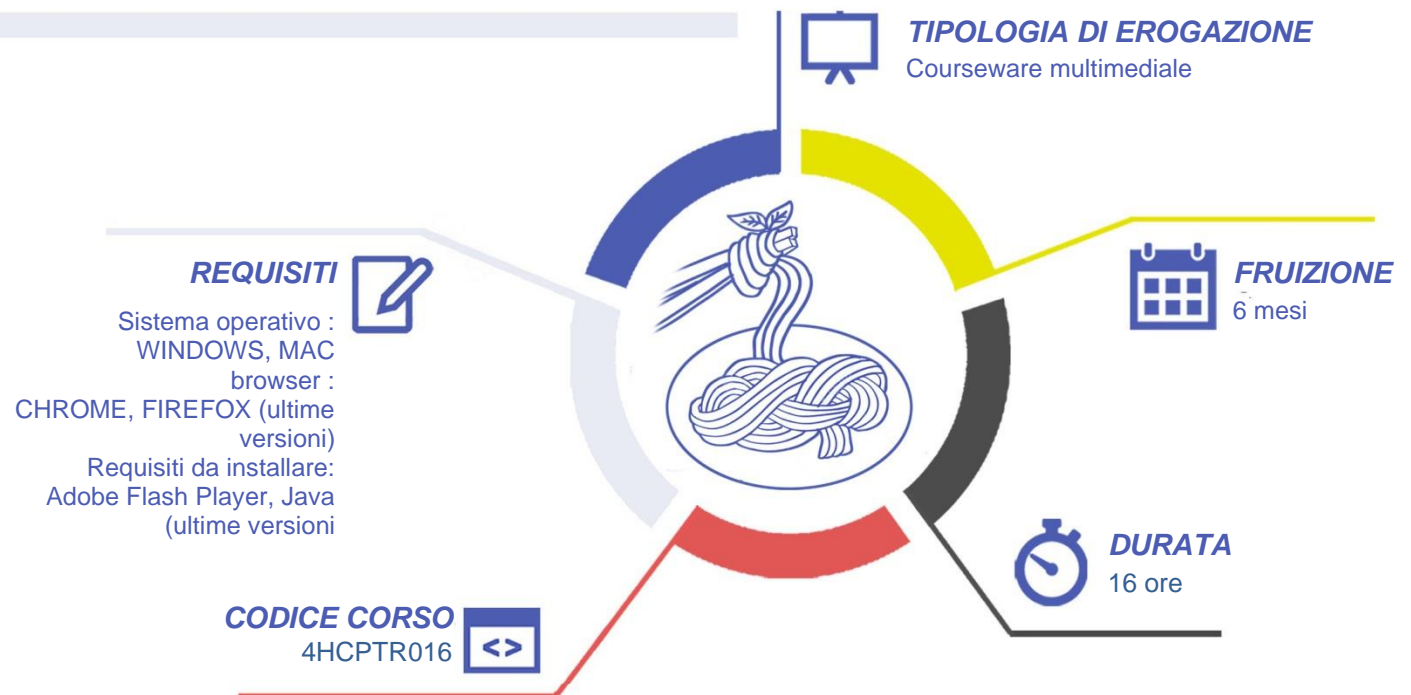 TIPOLOGIA DI EROGAZIONE
Courseware multimediale
REQUISITI
Sistema operativo :
WINDOWS, MAC
browser :
CHROME, FIREFOX (ultime
versioni)
Requisiti da installare:
Adobe Flash Player, Java
(ultime versioni
FRUIZIONE
6 mesi
DURATA
16 ore
CODICE CORSO
4HCPTR016
<>